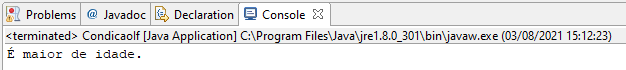 Problems @ Javadoc Declaration Console
<terminated> Condicaolf [Java Application] C:\Program Files\Java\jre1.8.0_301\bin\javaw.exe (03/08/2021 15:12:23)
É maior de idade.